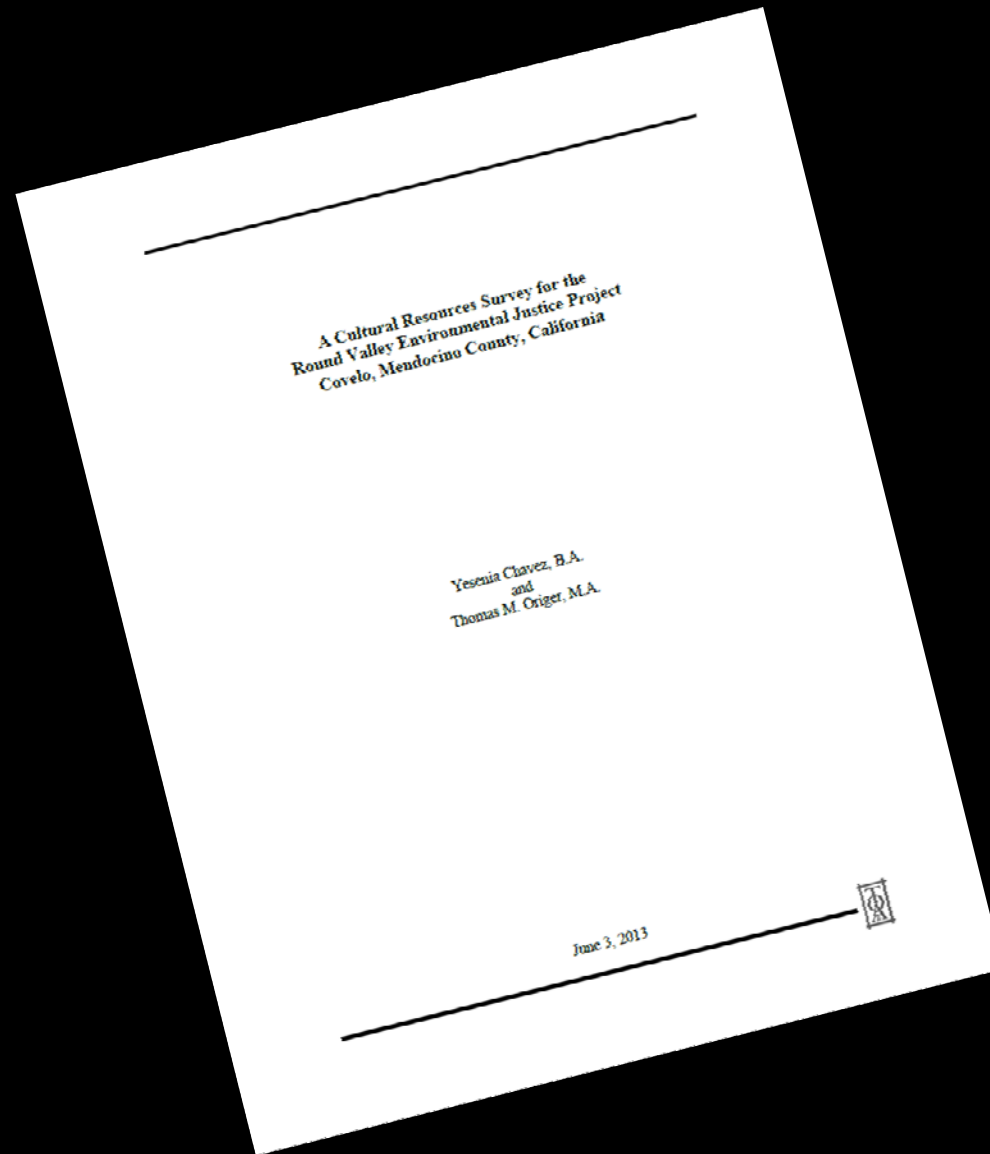 A Cultural Resources Survey for the
Round Valley Environmental Justice Project
Covelo, Mendocino County, California
Yesenia Chavez, B.A.
and
Thomas M. Origer, M.A.
June 3, 2013
TOA